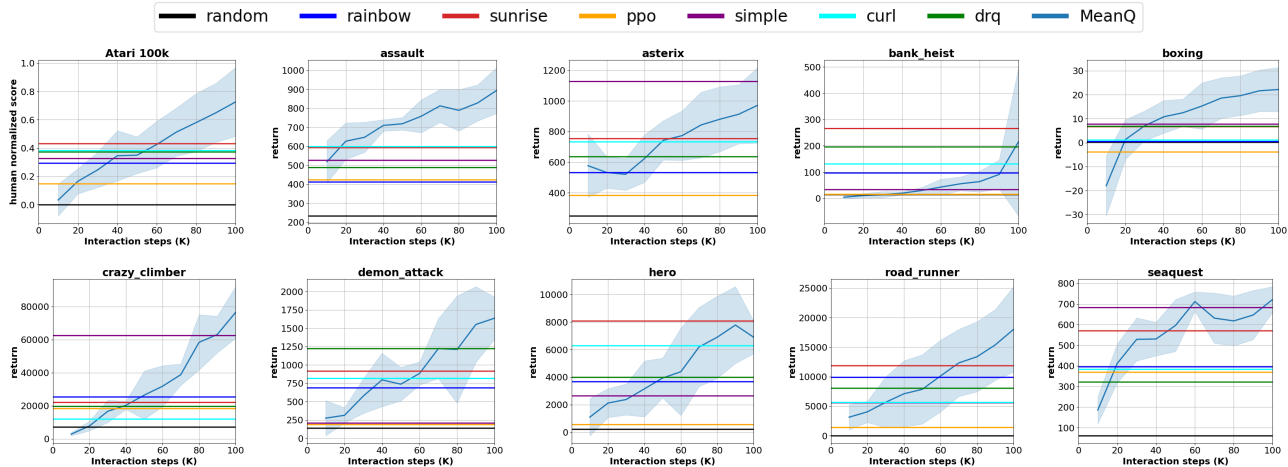 random rainbow sunrise ppo simple curl drq MeanQ
Atari 100k
human normalized score
1.0
0.8
0.6
0.4
0.2
0.0
0 20 40 60 80 100
Interaction steps (K)
assault
return
1000
900
800
700
600
500
400
300
200
0 20 40 60 80 100
Interaction steps (K)
asterix
return
1200
1000
800
600
400
0 20 40 60 80 100
Interaction steps (K)
bank_heist
return
500
400
300
200
100
0
0 20 40 60 80 100
Interaction steps (K)
boxing
return
30
20
10
0
−10
−20
−30
0 20 40 60 80 100
Interaction steps (K)
crazy_climber
return
80000
60000
40000
20000
0
0 20 40 60 80 100
Interaction steps (K)
demon_attack
return
2000
1750
1500
1250
1000
750
500
250
0
0 20 40 60 80 100
Interaction steps (K)
hero
return
10000
8000
6000
4000
2000
0
0 20 40 60 80 100
Interaction steps (K)
road_runner
return
25000
20000
15000
10000
5000
0
0 20 40 60 80 100
Interaction steps (K)
seaquest
return
800
700
600
500
400
300
200
100
0 20 40 60 80 100
Interaction steps (K)